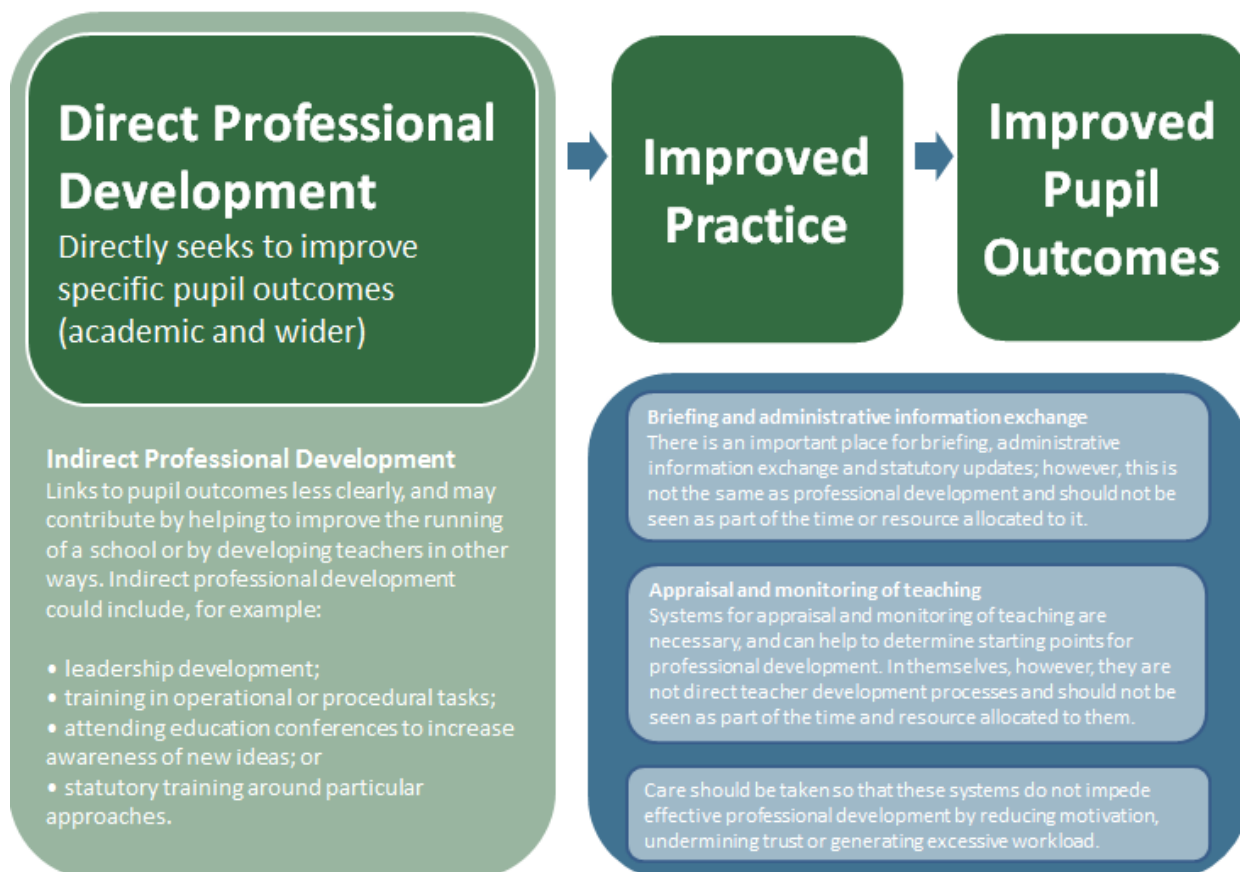 Direct Professional
Development
Directly seeks to improve
specific pupil outcomes
(academic and wider)
Improved
Practice
Improved
Pupil
Outcomes
Indirect Professional Development
Links to pupil outcomes less clearly, and may
contribute by helping to improve the running
of a school or by developing teachers in other
ways. Indirect professional development
could include, for example:
• leadership development;
• training in operational or procedural tasks;
• attending education conferences to increase
awareness of new ideas; or
• statutory training around particular
approaches.
Briefing and administrative information exchange
There is an important place for briefing, administrative
information exchange and statutory updates; however, this is
not the same as professional development and should not be
seen as part of the time or resource allocated to it.
Appraisal and monitoring of teaching
Systems for appraisal and monitoring of teaching are
necessary, and can help to determine starting points for
professional development. In themselves, however, they are
not direct teacher development processes and should not be
seen as part of the time and resource allocated to them.
Care should be taken so that these systems do not impede
effective professional development by reducing motivation,
undermining trust or generating excessive workload.